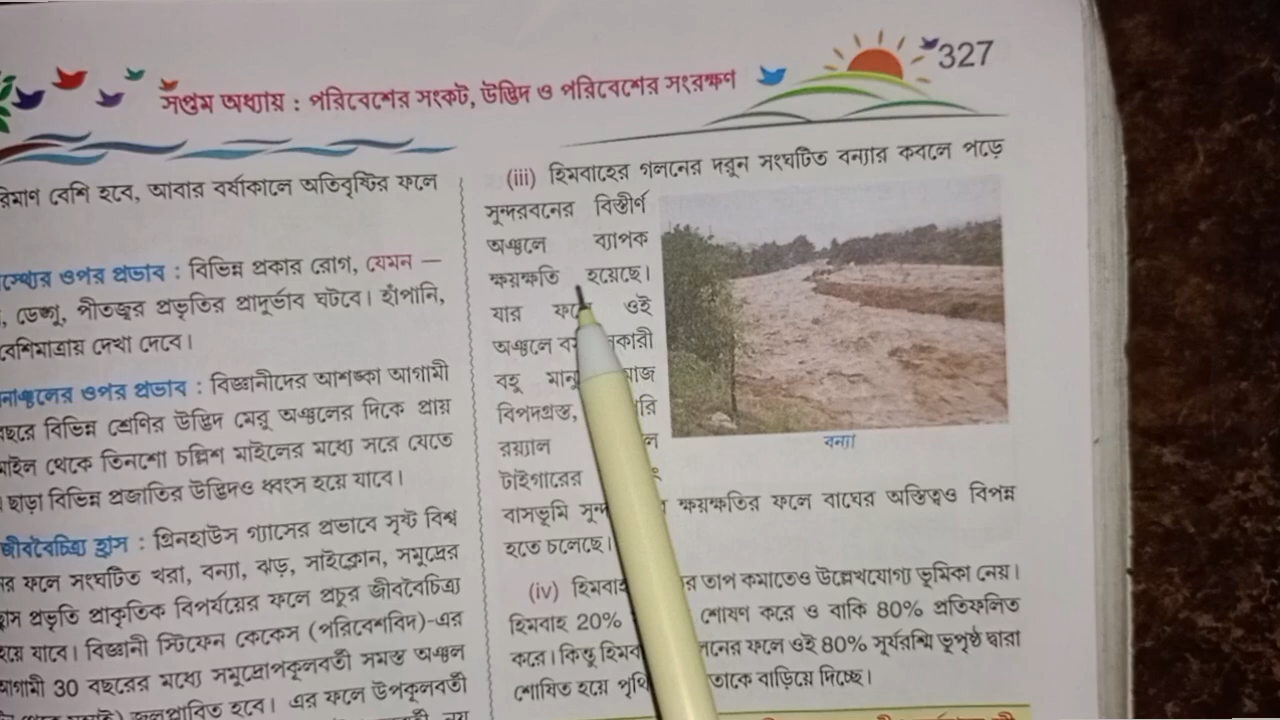 327
সপ্তম অধ্যায় : পরিবেশের সংকট, উদ্ভিদ ও পরিবেশের সংরক্ষণ
বেশি হবে, আবার বর্ষাকালে অতিবৃষ্টির ফলে
ওপর প্রভাব : বিভিন্ন প্রকার রোগ, যেমন —
, ডেঙ্গু, পীতজ্বর প্রভৃতির প্রাদুর্ভাব ঘটবে। হাঁপানি,
বেশিমাত্রায় দেখা দেবে।
ওপর প্রভাব : বিজ্ঞানীদের আশঙ্কা আগামী
বছরে বিভিন্ন শ্রেণির উদ্ভিদ মেরু অঞ্চলের দিকে প্রায়
মাইল থেকে তিনশো চল্লিশ মাইলের মধ্যে সরে যেতে
ছাড়া বিভিন্ন প্রজাতির উদ্ভিদও ধ্বংস হয়ে যাবে।
জীববৈচিত্র্য হ্রাস : গ্রিনহাউস গ্যাসের প্রভাবে সৃষ্ট বিশ্ব
ফলে সংঘটিত খরা, বন্যা, ঝড়, সাইক্লোন, সমুদ্রের
প্রভৃতি প্রাকৃতিক বিপর্যয়ের ফলে প্রচুর জীববৈচিত্র্য
হয়ে যাবে। বিজ্ঞানী স্টিফেন কেকেস (পরিবেশবিদ)-এর
আগামী 30 বছরের মধ্যে সমুদ্রোপকূলবর্তী সমস্ত অঞ্চল
জলপ্লাবিত হবে। এর ফলে উপকূলবর্তী
(iii) হিমবাহের গলনের দরুন সংঘটিত বন্যার কবলে পড়ে
সুন্দরবনের বিস্তীর্ণ
অঞ্চলে ব্যাপক
ক্ষয়ক্ষতি হয়েছে।
যার ওই
অঞ্চলে
বহু
বিপদগ্রস্ত,
রয়্যাল
টাইগারের
বাসভূমি ক্ষয়ক্ষতির ফলে বাঘের অস্তিত্বও বিপন্ন
হতে চলেছে।
বন্যা
(iv) তাপ কমাতেও উল্লেখযোগ্য ভূমিকা নেয়।
হিমবাহ 20% শোষণ করে ও বাকি 80% প্রতিফলিত
করে। কিন্তু ফলে ওই 80% সূর্যরশ্মি ভূপৃষ্ঠ দ্বারা
শোষিত হয়ে বাড়িয়ে দিচ্ছে।